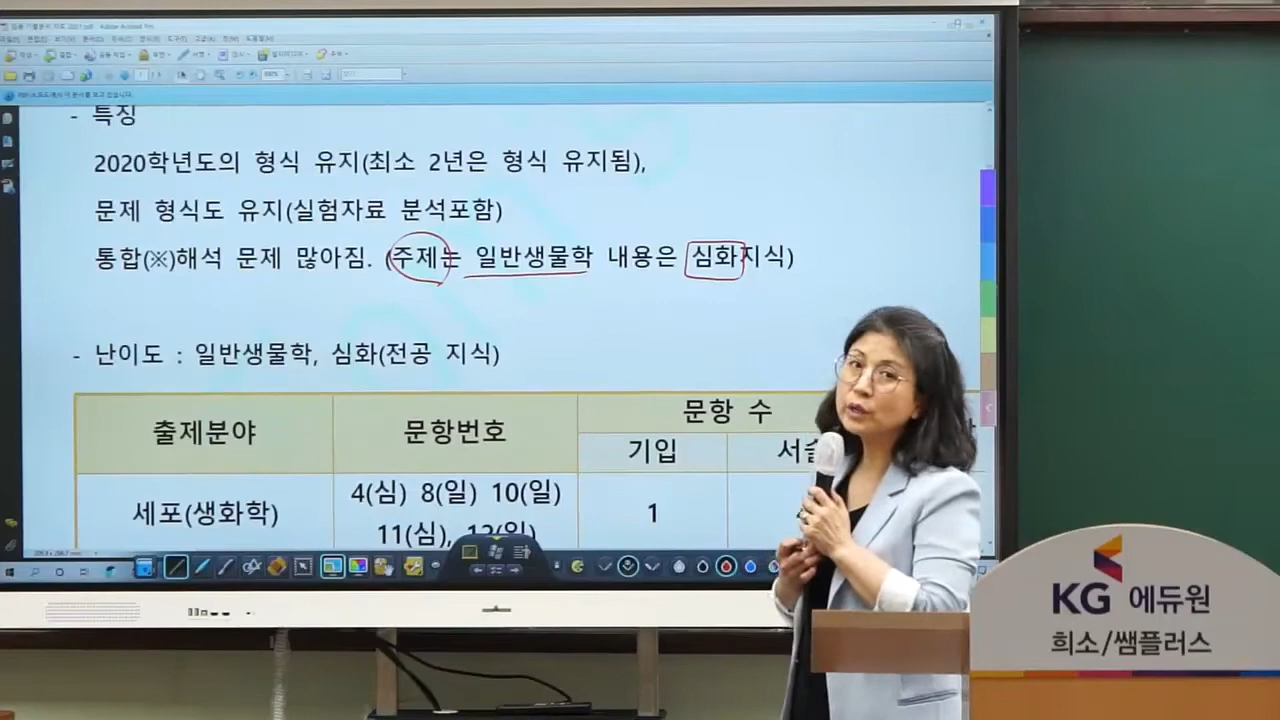 - 특징
2020학년도의 형식 유지(최소 2년은 형식 유지됨),
문제 형식도 유지(실험자료 분석포함)
통합(※)해석 문제 많아짐. (주제는 일반생물학 내용은 심화지식)
- 난이도 : 일반생물학, 심화(전공 지식)
출제분야 문항번호 문항 수
기입
세포(생화학) 4(심) 8(일) 10(일) 1
11(심), 12(일)
KG 에듀원
희소/쌤플러스